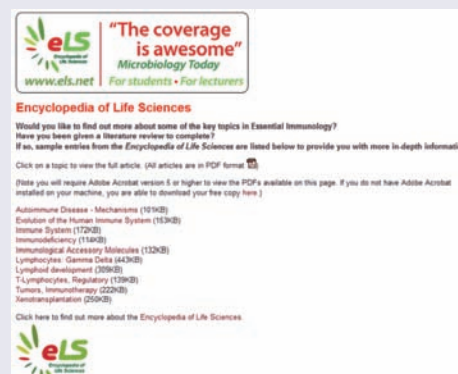 eLS
Encyclopedia of
Life Sciences
www.els.net
"The coverage
is awesome"
Microbiology Today
For students • For lecturers
Encyclopedia of Life Sciences
Would you like to find out more about some of the key topics in Essential Immunology?
Have you been given a literature review to complete?
If so, sample entries from the Encyclopedia of Life Sciences are listed below to provide you with more in-depth informati
Click on a topic to view the full article. (All articles are in PDF format
(Note you will require Adobe Acrobat version 5 or higher to view the PDFs available on this page. If you do not have Adobe Acrobat
installed on your machine, you are able to download your free copy here.)
Autoimmune Disease - Mechanisms (101KB)
Evolution of the Human Immune System (153KB)
Immune System (172KB)
Immunodeficiency (114KB)
Immunological Accessory Molecules (132KB)
Lymphocytes: Gamma Delta (443KB)
Lymphoid development (309KB)
T-Lymphocytes, Regulatory (139KB)
Tumors, Immunotherapy (222KB)
Xenotransplantation (250KB)
Click here to find out more about the Encyclopedia of Life Sciences
eLS
Encyclopedia of
Life Sciences